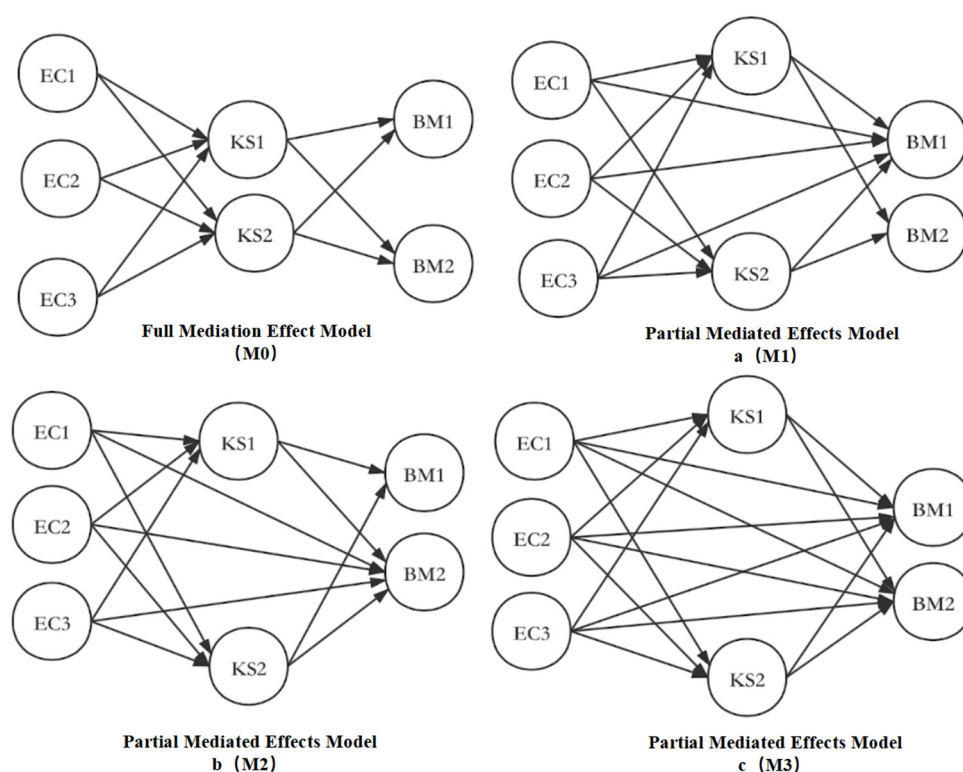 EC1
EC2
EC3
KS1
KS2
BM1
BM2
Full Mediation Effect Model
(M0)
EC1
EC2
EC3
KS1
KS2
BM1
BM2
Partial Mediated Effects Model
a (M1)
EC1
EC2
EC3
KS1
KS2
BM1
BM2
Partial Mediated Effects Model
b (M2)
EC1
EC2
EC3
KS1
KS2
BM1
BM2
Partial Mediated Effects Model
c (M3)